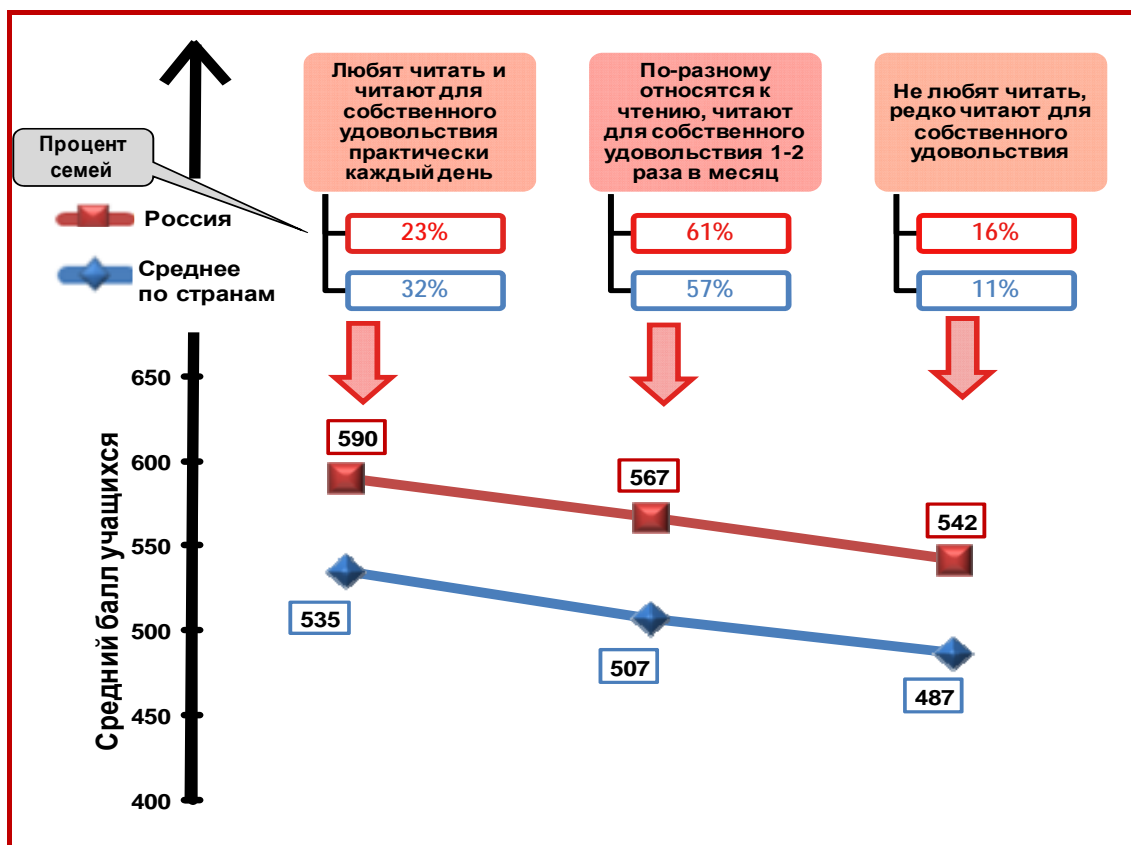 Любят читать и
читают для
собственного
удовольствия
практически
каждый день
По-разному
относятся к
чтению, читают
для собственного
удовольствия 1-2
раза в месяц
Не любят читать,
редко читают для
собственного
удовольствия
Процент
семей
Россия
23%
61%
16%
Среднее
по странам
32%
57%
11%
Средний балл учащихся
650
600
550
500
450
400
590
567
542
535
507
487